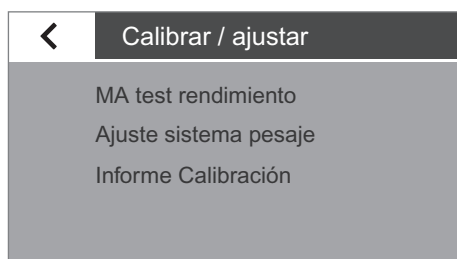 Calibrar / ajustar
MA test rendimiento
Ajuste sistema pesaje
Informe Calibración